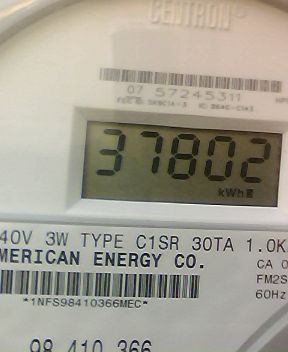 CENTRON®
07 57245311
37802
kWh
40V 3W TYPE C1SR 30TA 1.0K
MERICAN ENERGY CO.
CA 0
FM2S
60Hz
*1NFS98410366MEC*
98 410 366